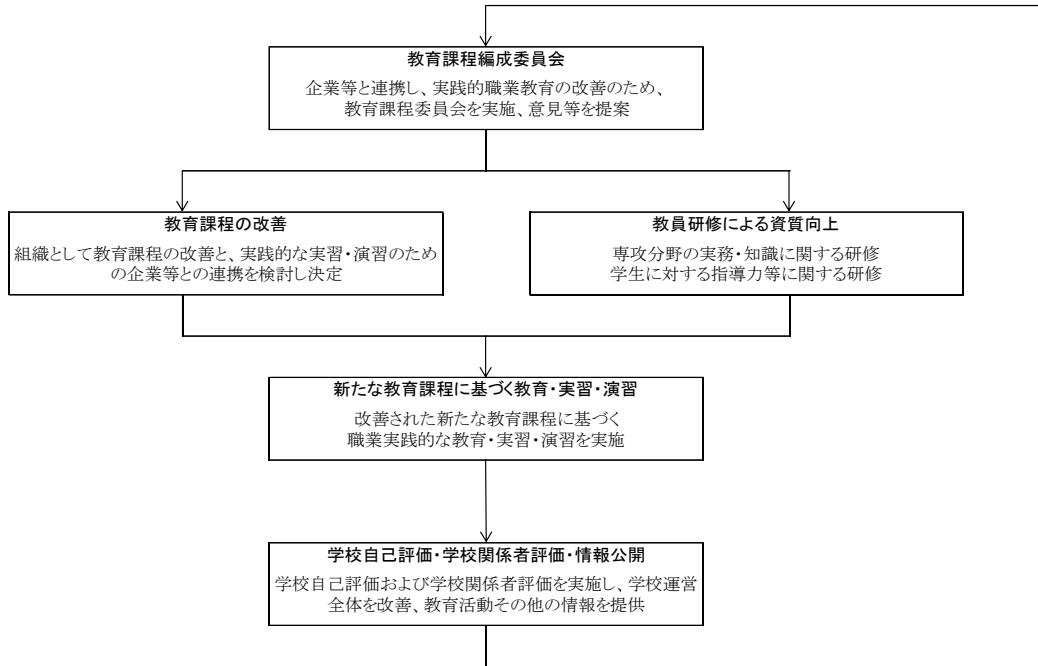 教育課程編成委員会
企業等と連携し、実践的職業教育の改善のため、
教育課程委員会を実施、意見等を提案
教育課程の改善
組織として教育課程の改善と、実践的な実習・演習のため
の企業等との連携を検討し決定
教員研修による資質向上
専攻分野の実務・知識に関する研修
学生に対する指導力等に関する研修
新たな教育課程に基づく教育・実習・演習
改善された新たな教育課程に基づく
職業実践的な教育・実習・演習を実施
学校自己評価・学校関係者評価・情報公開
学校自己評価および学校関係者評価を実施し、学校運営
全体を改善、教育活動その他の情報を提供